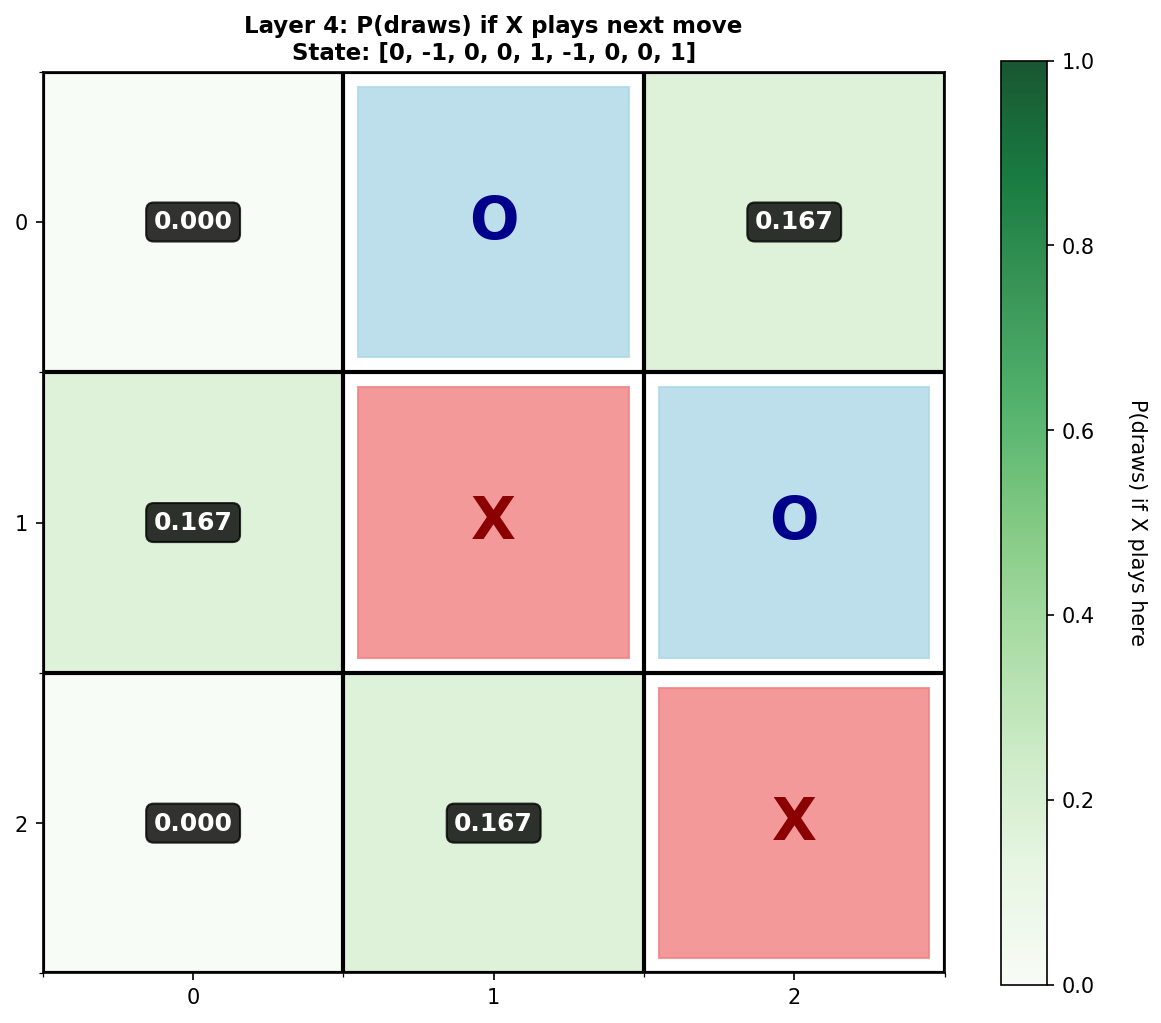 Layer 4: P(draws) if X plays next move
State: [0, -1, 0, 0, 1, -1, 0, 0, 1]
0.000
O
0.167
0
0.167
X
O
1
0.000
0.167
X
2
0
1
2
1.0
0.8
0.6
0.4
0.2
0.0
P(draws) if X plays here